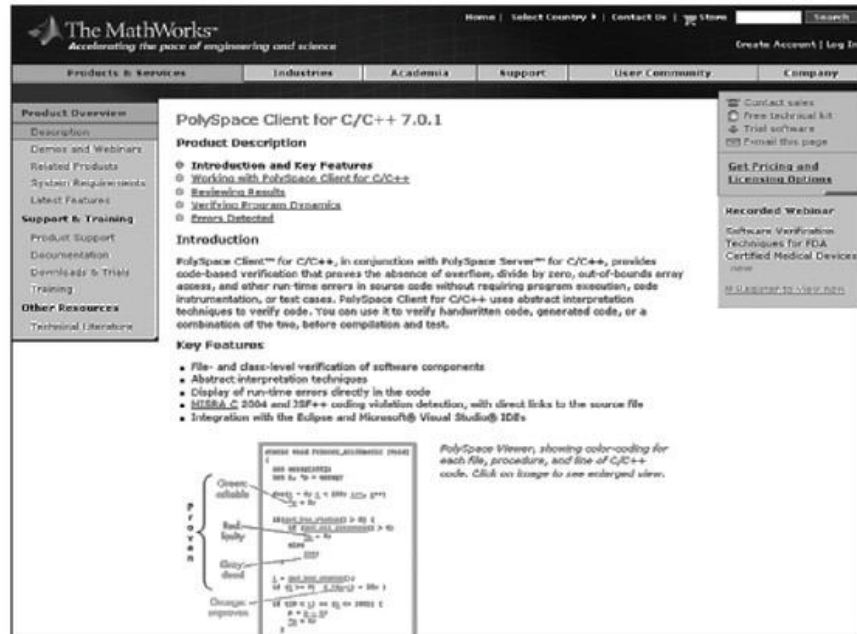 Home | Select Country | Contact Us | Store Search
The MathWorks
Accelerating the pace of engineering and science
Create Account | Log In
Products & Services Industries Academia Support User Community Company
Product Overview
Description
Demos and Webinars
Related Products
System Requirements
Latest Features
Support & Training
Product Support
Documentation
Downloads & Trials
Training
Other Resources
Technical Literature
PolySpace Client for C/C++ 7.0.1
Product Description
Introduction and Key Features
Working with PolySpace Client for C/C++
Reviewing Results
Verifying Program Dynamics
Errors Detected
Introduction
PolySpace Client™ for C/C++, in conjunction with PolySpace Server™ for C/C++, provides
code-based verification that proves the absence of overflow, divide by zero, out-of-bounds array
access, and other run-time errors in source code without requiring program execution, code
instrumentation, or test cases. PolySpace Client for C/C++ uses abstract interpretation
techniques to verify code. You can use it to verify handwritten code, generated code, or a
combination of the two, before compilation and test.
Key Features
File- and class-level verification of software components
Abstract interpretation techniques
Display of run-time errors directly in the code
MISRA C 2004 and JSF++ coding violation detection, with direct links to the source file
Integration with the Eclipse and Microsoft® Visual Studio® IDEs
Proven
Green:
reliable
Red:
faulty
Gray:
dead
Orange:
unproven
else
PolySpace Viewer, showing color-coding for
each file, procedure, and line of C/C++
code. Click on image to see enlarged view.
Contact sales
Free technical kit
Trial software
E-mail this page
Get Pricing and
Licensing Options
Recorded Webinar
Software Verification
Techniques for FDA
Certified Medical Devices
new
Register to view now